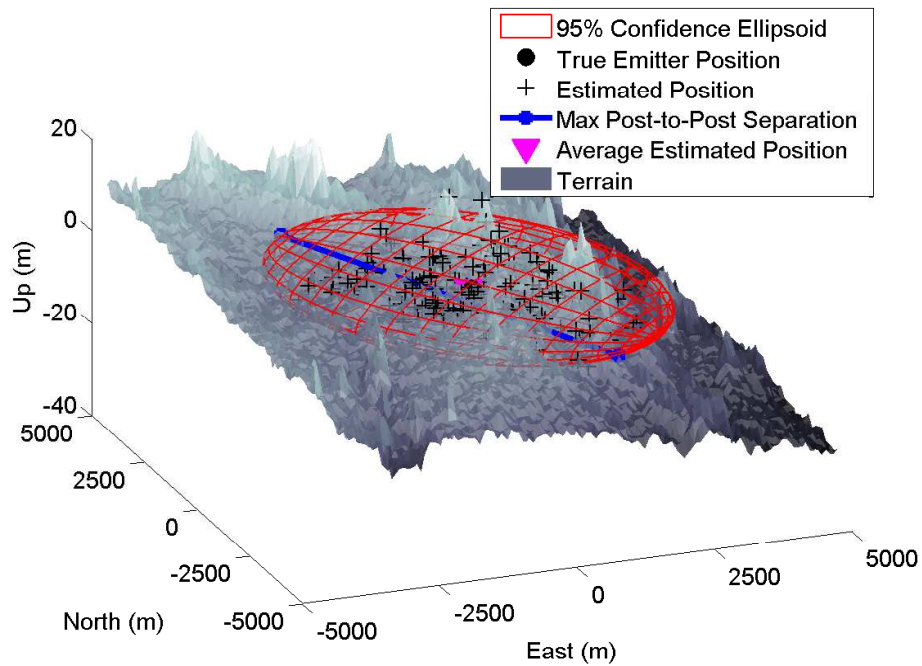 95% Confidence Ellipsoid
True Emitter Position
Estimated Position
Max Post-to-Post Separation
Average Estimated Position
Terrain
20
0
-20
-40
Up (m)
5000
2500
0
-2500
-5000
North (m)
-5000
-2500
0
2500
5000
East (m)